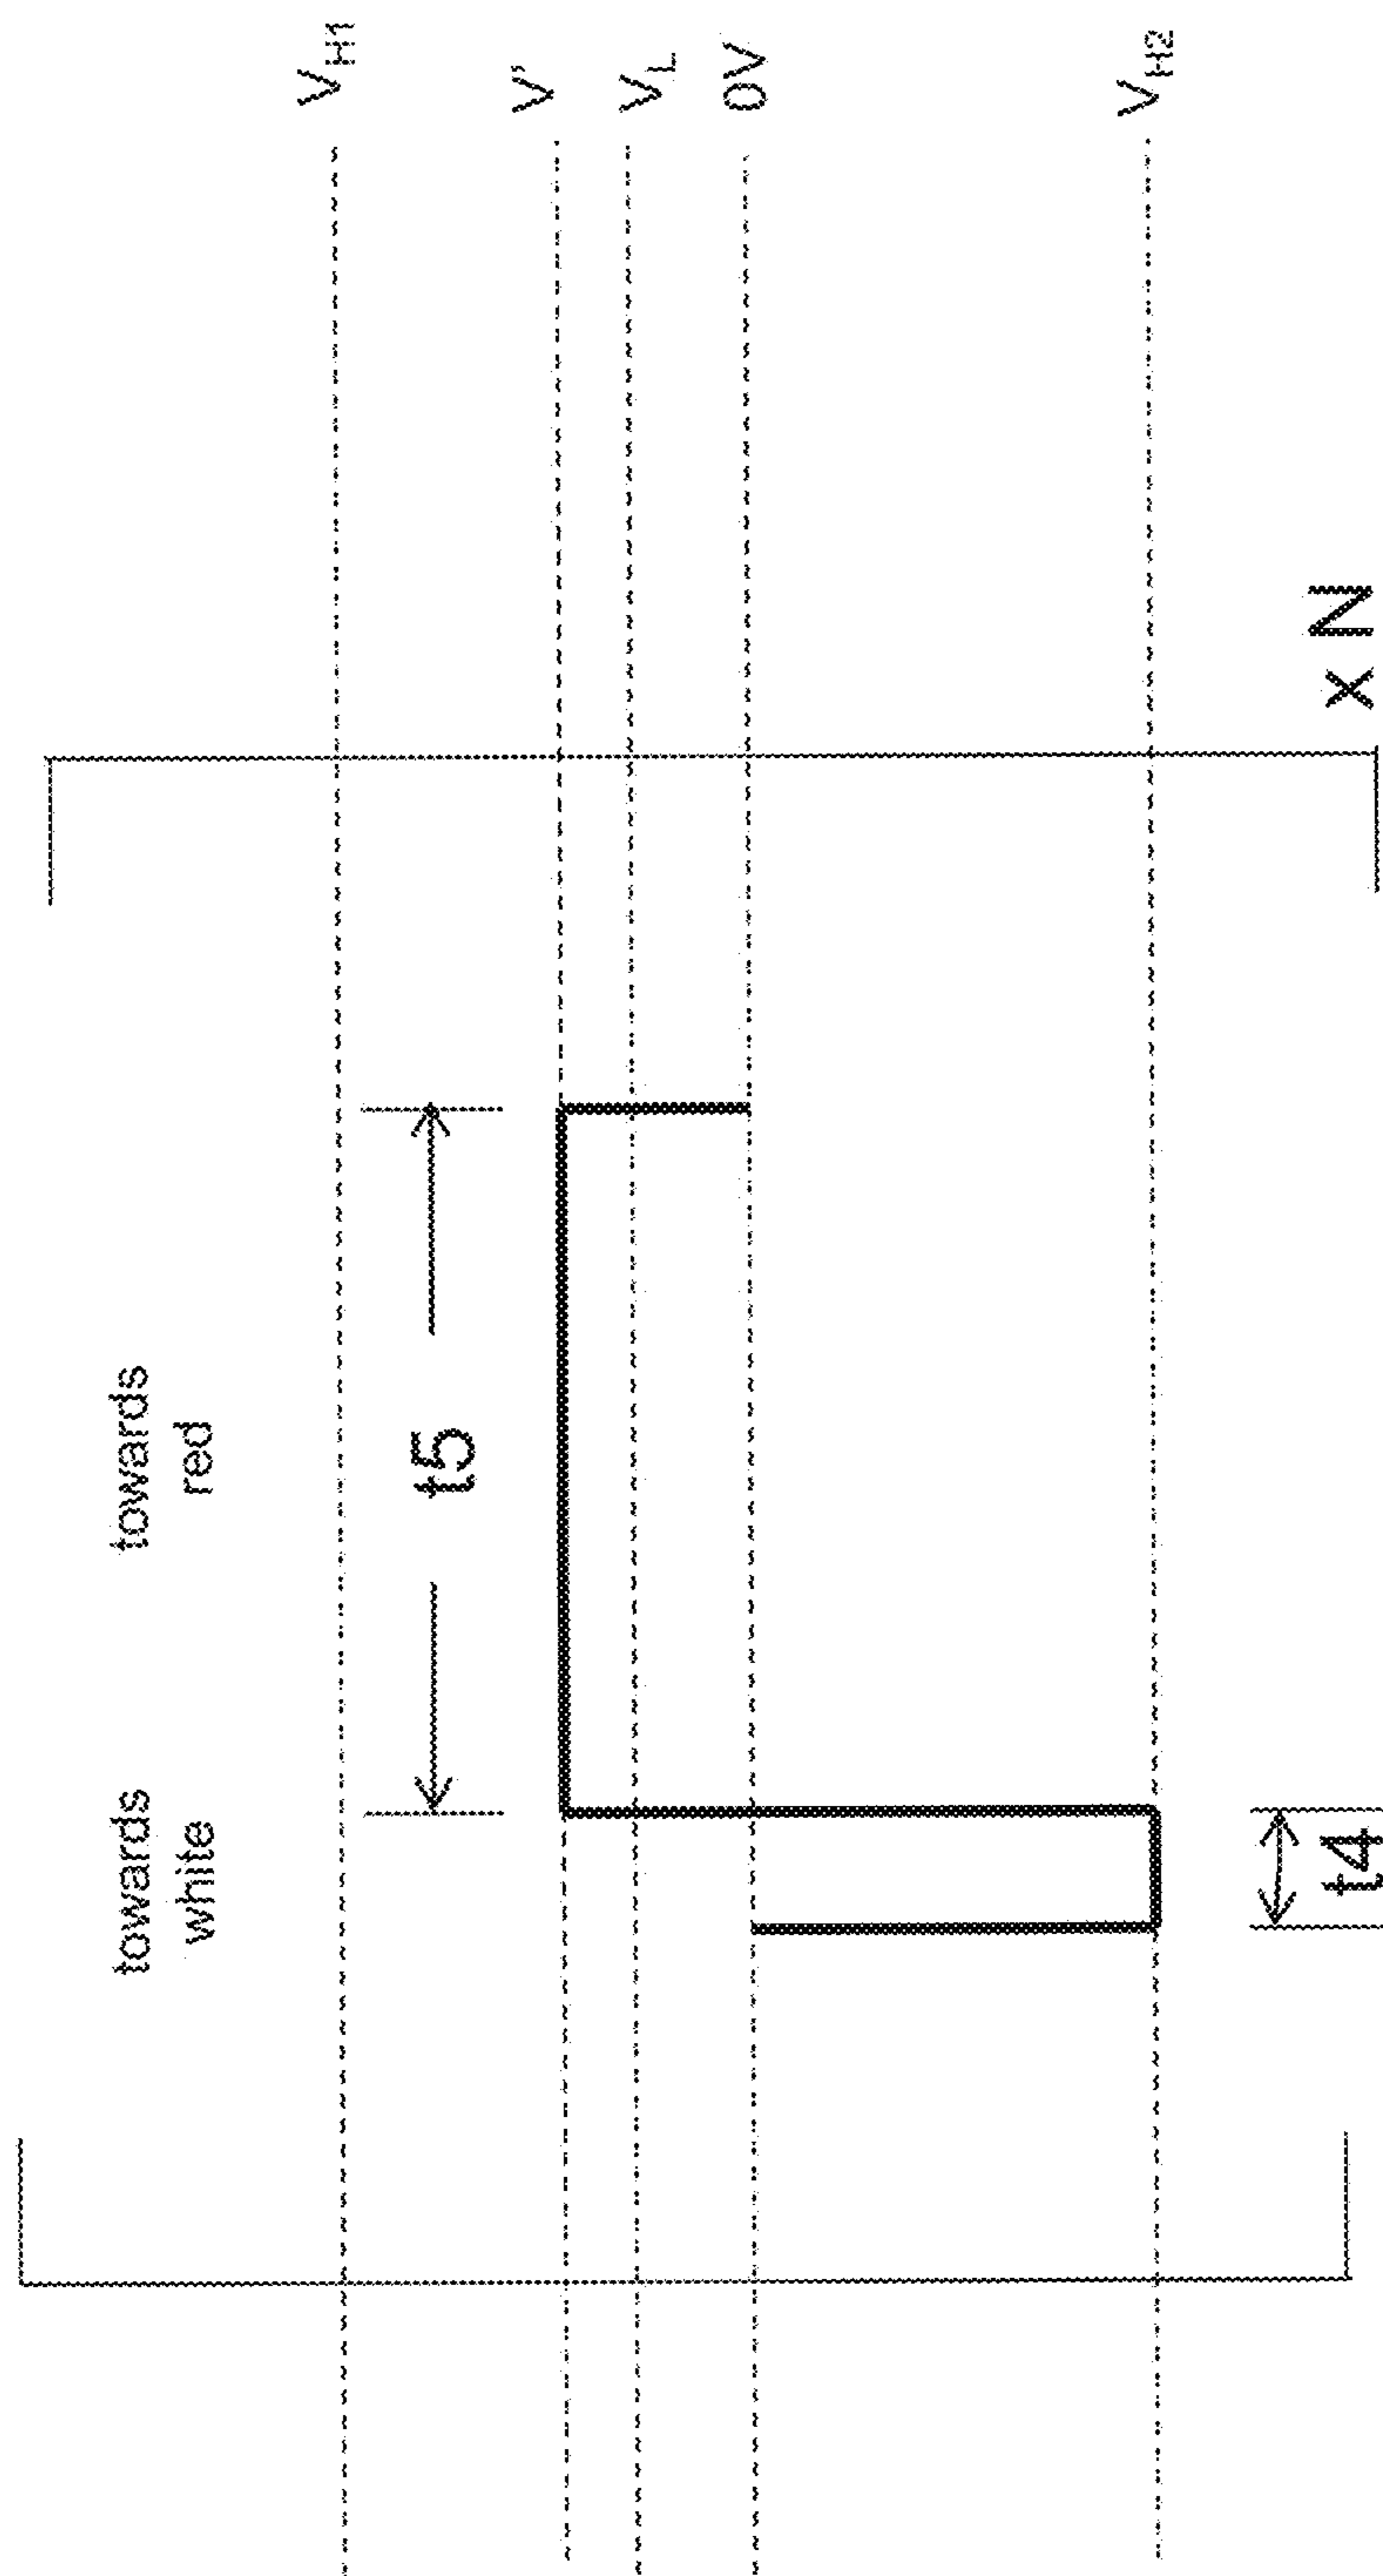 towards
white
towards
red
V_H1
t5
V'
V_L
0V
V_H2
t4
x N